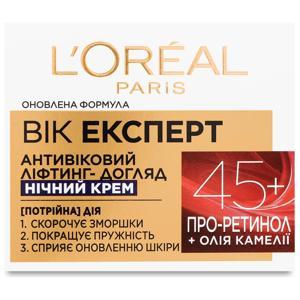 L'ORÉAL
PARIS
ОНОВЛЕНА ФОРМУЛА
ВІК ЕКСПЕРТ
АНТИВІКОВИЙ
ЛІФТИНГ- ДОГЛЯД
НІЧНИЙ КРЕМ
45+
ПРО-РЕТИНОЛ
+ ОЛІЯ КАМЕЛІЇ
[ПОТРІЙНА] ДІЯ
1. СКОРОЧУЄ ЗМОРШКИ
2. ПОКРАЩУЄ ПРУЖНІСТЬ
3. СПРИЯЄ ОНОВЛЕННЮ ШКІРИ